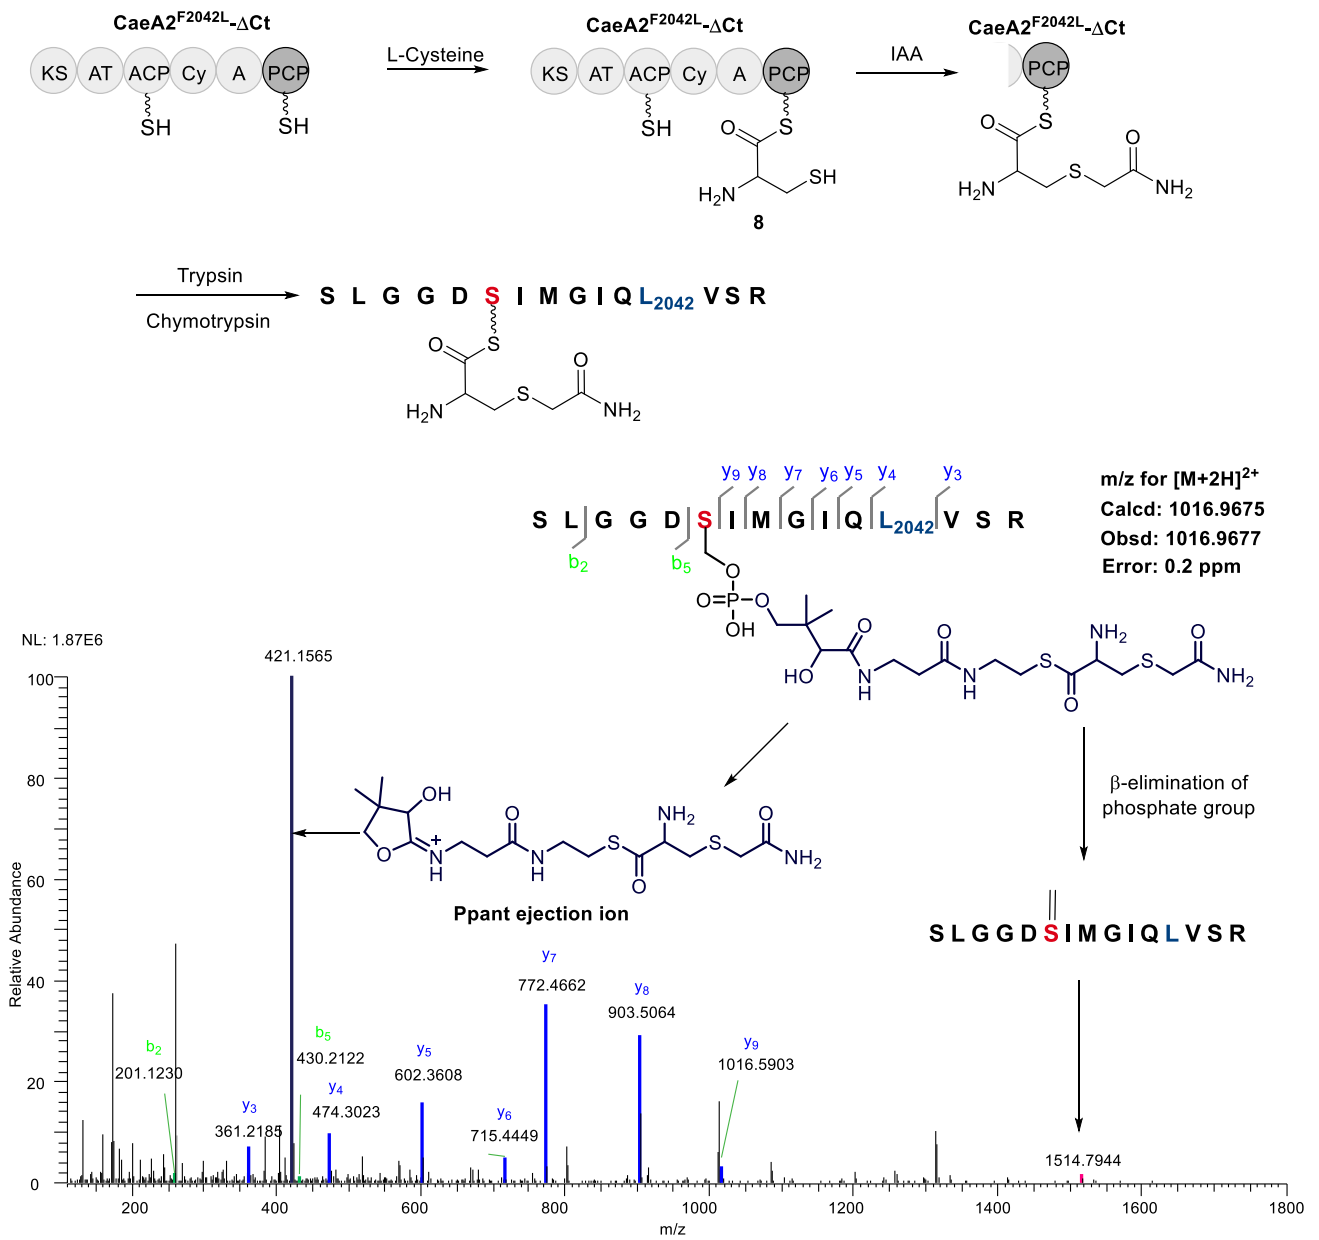 CaeA2F2042L-ΔCt
CaeA2F2042L-ΔCt
CaeA2F2042L-ΔCt
KS AT ACP Cy A PCP
SH SH
L-Cysteine
KS AT ACP Cy A PCP
SH
S
O
H2N
SH
8
IAA
PCP
S
O
H2N
S
O
NH2
Trypsin
Chymotrypsin
S L G G D S I M G I Q L2042 V S R
S
O
H2N
S
O
NH2
y9 y8 y7 y6 y5 y4 y3
S L G G D S I M G I Q L2042 V S R
b2 b5
m/z for [M+2H]2+
Calcd: 1016.9675
Obsd: 1016.9677
Error: 0.2 ppm
O
O=P-O
OH
HO
O
N
H
O
N
H
S
O
NH2
S
O
NH2
β-elimination of
phosphate group
OH
O
+
N
H
O
N
H
S
O
NH2
S
O
NH2
Ppant ejection ion
S L G G D S I M G I Q L V S R
NL: 1.87E6
421.1565
100
80
60
40
20
0
Relative Abundance
b2
201.1230
y3
361.2185
b5
430.2122
y4
474.3023
y5
602.3608
y6
715.4449
y7
772.4662
y8
903.5064
y9
1016.5903
1514.7944
200 400 600 800 1000 1200 1400 1600 1800
m/z